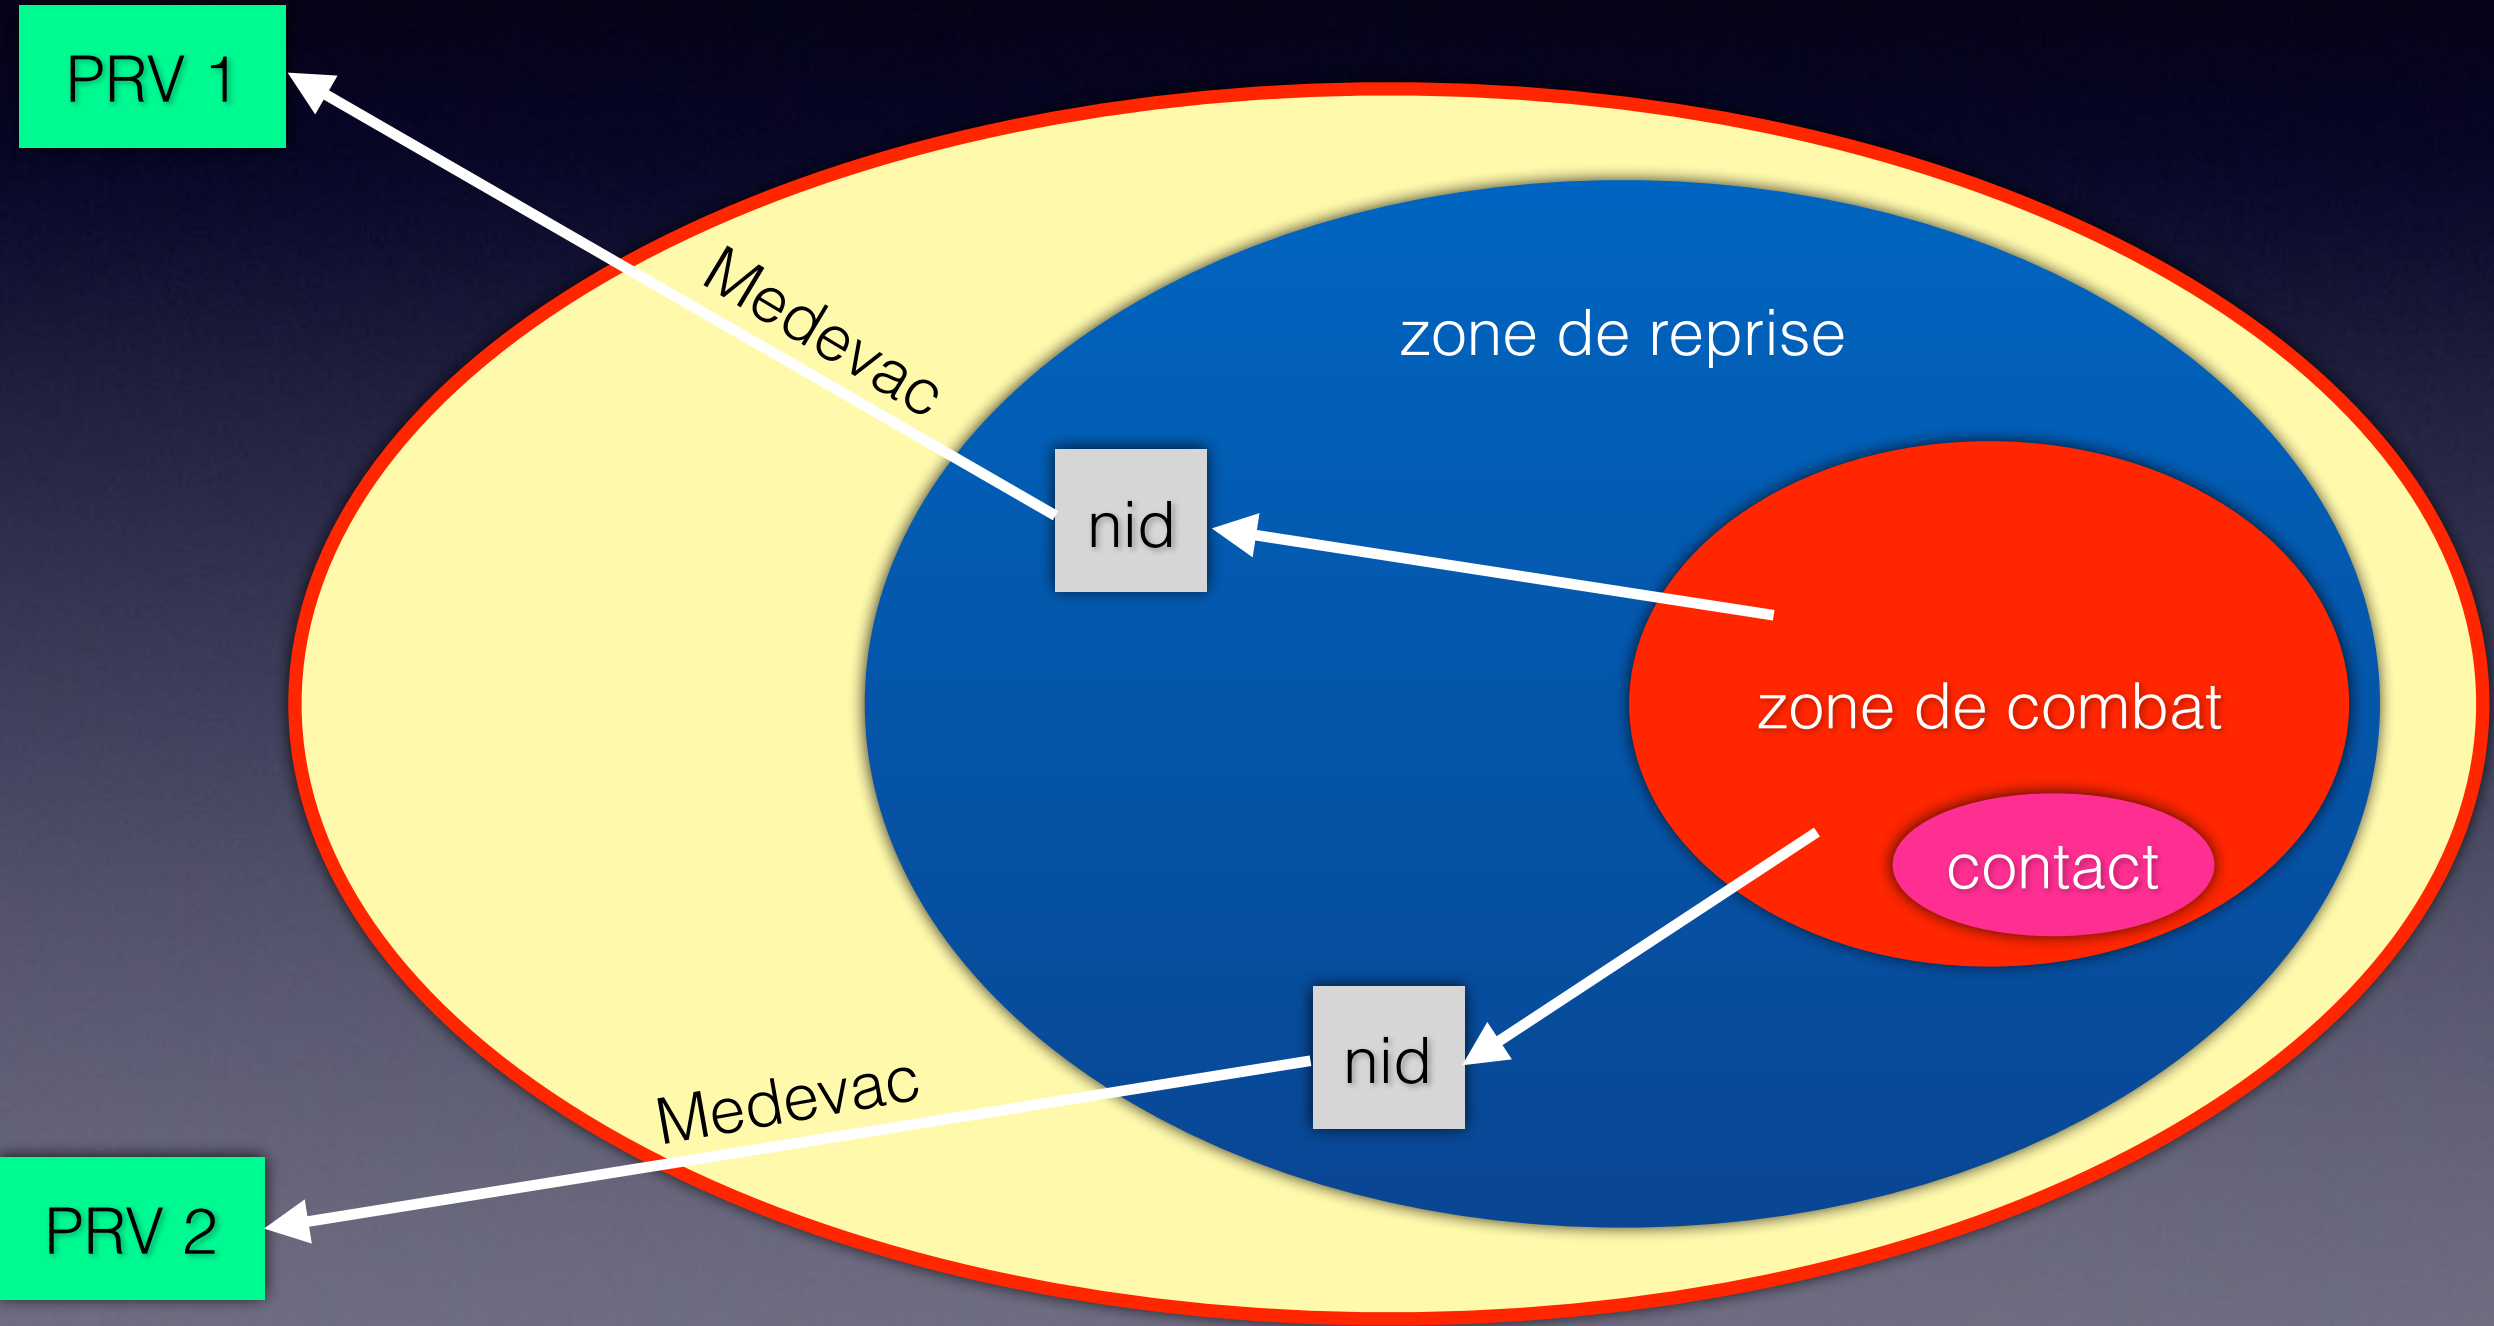 PRV 1
Medevac
zone de reprise
nid
zone de combat
contact
nid
Medevac
PRV 2